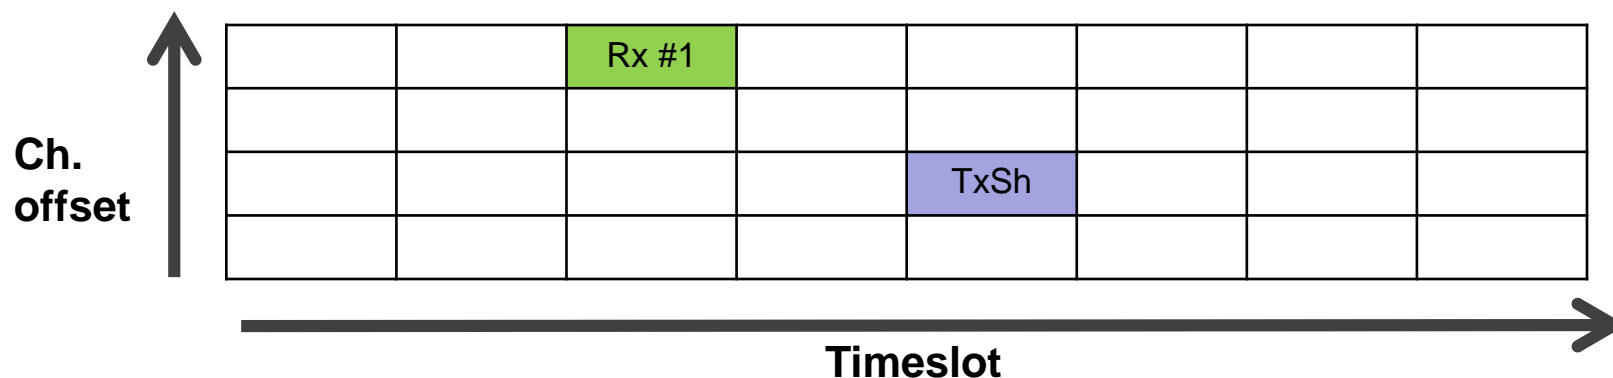 Rx #1
Ch.
offset
TxSh
Timeslot